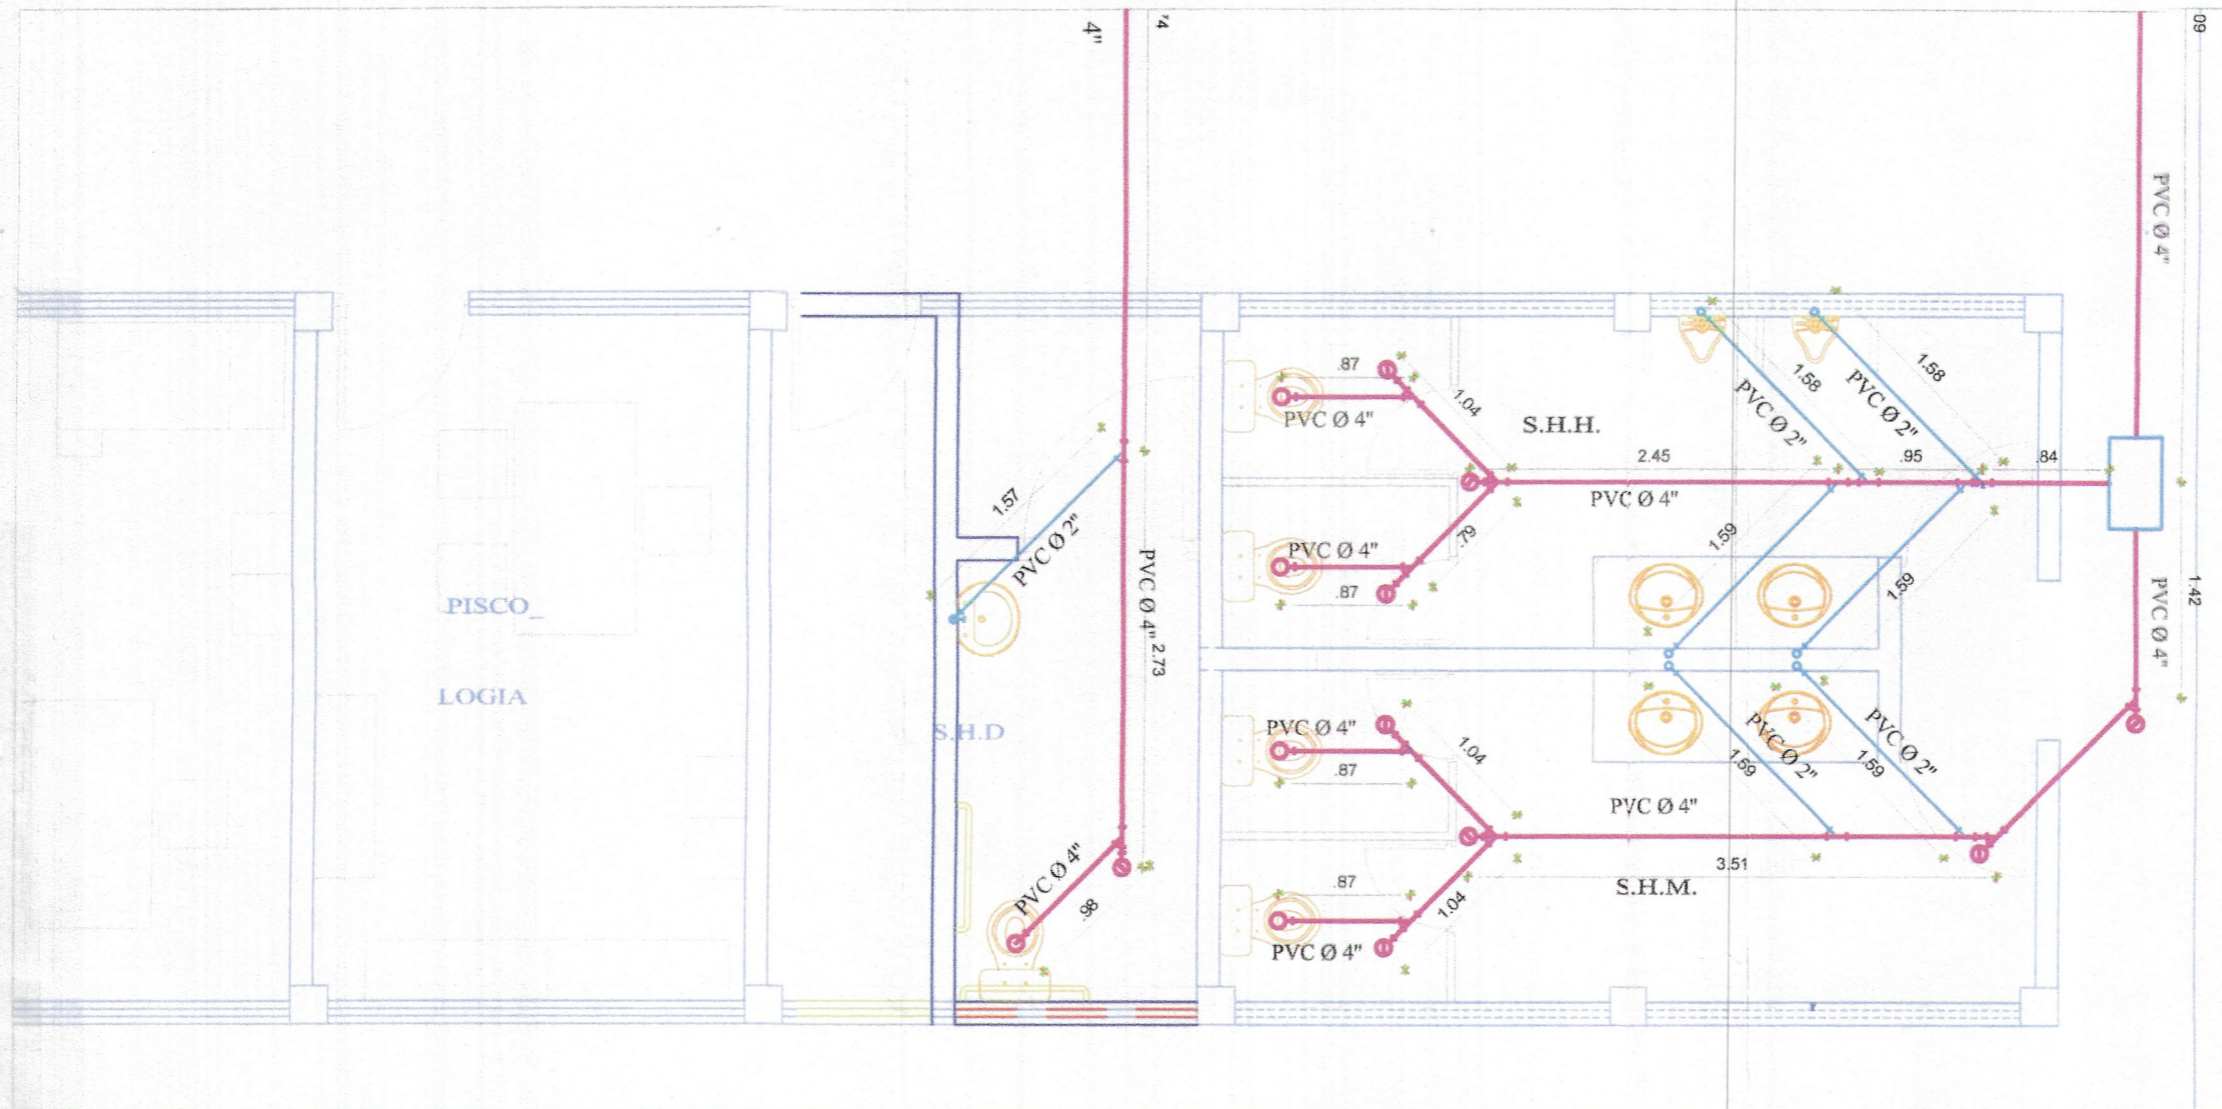 4"
PVC Ø 4"
.87
1.04
PVC Ø 4"
S.H.H.
1.58
PVC Ø 2"
1.58
PVC Ø 2"
2.45
.95
.84
PVC Ø 4"
1.57
PVC Ø 2"
PVC Ø 4"
.87
.79
1.59
1.59
PVC Ø 4"
2.73
1.42
PVC Ø 4"
PISCO_
LOGIA
S.H.D
PVC Ø 4"
.87
1.04
PVC Ø 2"
1.59
PVC Ø 2"
1.59
PVC Ø 4"
3.51
S.H.M.
PVC Ø 4"
.98
.87
1.04
PVC Ø 4"